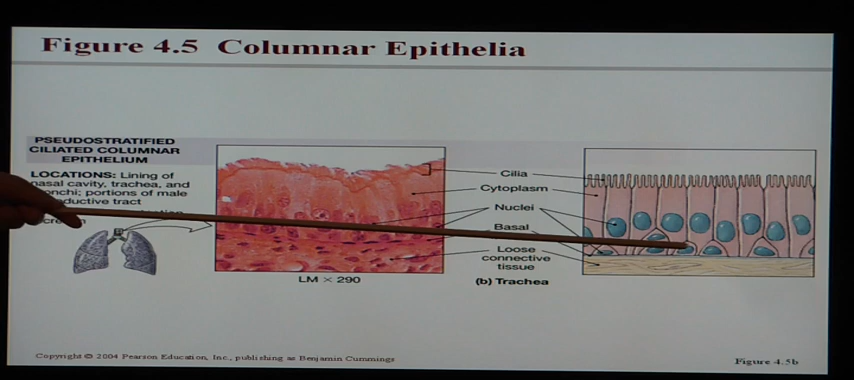 Figure 4.5 Columnar Epithelia
PSEUDOSTRATIFIED
CILIATED COLUMNAR
EPITHELIUM
LOCATIONS: Lining of
nasal cavity, trachea, and
bronchi; portions of male
reproductive tract
Cilia
Cytoplasm
Nuclei
Basal
Loose
connective
tissue
LM × 290
(b) Trachea
Copyright © 2004 Pearson Education, Inc., publishing as Benjamin Cummings
Figure 4.5b